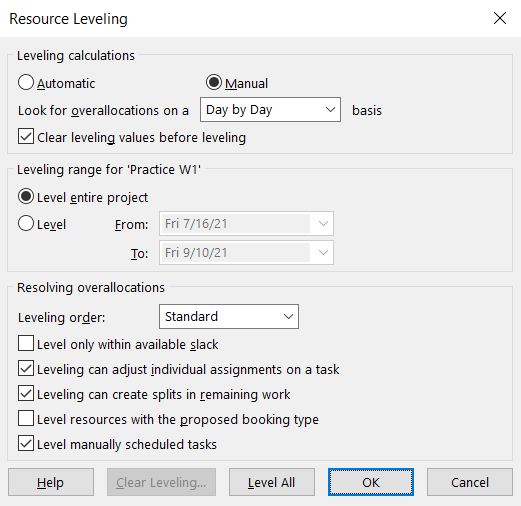 Resource Leveling
Leveling calculations
Automatic Manual
Look for overallocations on a Day by Day basis
Clear leveling values before leveling
Leveling range for 'Practice W1'
Level entire project
Level From: Fri 7/16/21
To: Fri 9/10/21
Resolving overallocations
Leveling order: Standard
Level only within available slack
Leveling can adjust individual assignments on a task
Leveling can create splits in remaining work
Level resources with the proposed booking type
Level manually scheduled tasks
Help Clear Leveling... Level All OK Cancel